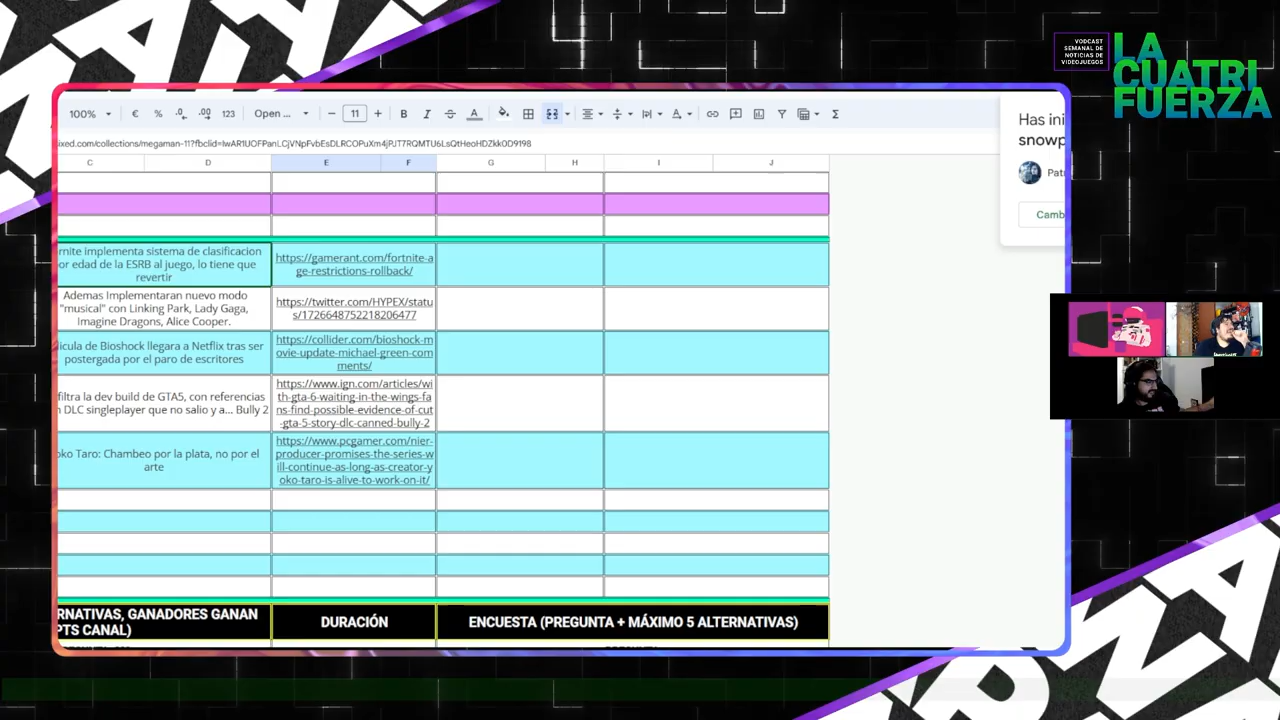 VODCAST
SEMANAL DE
NOTICIAS DE
VIDEOJUEGOS
LA
CUATRI
FUERZA
100%
€
%
.0
.00
123
Open ...
11
B
I
S
A
Σ
ixed.com/collections/megaman-11?fbclid=IwAR1UOFPanLCjVNpFvbEsDLRCOPuXm4jPJT7RQMTU6LsQtHeoHDZkk0D9198
C
D
E
F
G
H
I
J
Has ini
snowp
Pat
Camb
rnite implementa sistema de clasificacion
or edad de la ESRB al juego, lo tiene que
revertir
https://gamerant.com/fortnite-a
ge-restrictions-rollback/
Ademas Implementaran nuevo modo
"musical" con Linking Park, Lady Gaga,
Imagine Dragons, Alice Cooper.
https://twitter.com/HYPEX/statu
s/1726648752218206477
licula de Bioshock llegara a Netflix tras ser
postergada por el paro de escritores
https://collider.com/bioshock-m
ovie-update-michael-green-com
ments/
filtra la dev build de GTA5, con referencias
n DLC singleplayer que no salio y a... Bully 2
https://www.ign.com/articles/wi
th-gta-6-waiting-in-the-wings-fa
ns-find-possible-evidence-of-cut
-gta-5-story-dlc-canned-bully-2
oko Taro: Chambeo por la plata, no por el
arte
https://www.pcgamer.com/nier-
producer-promises-the-series-w
ill-continue-as-long-as-creator-y
oko-taro-is-alive-to-work-on-it/
RNATIVAS, GANADORES GANAN
PTS CANAL)
DURACIÓN
ENCUESTA (PREGUNTA + MÁXIMO 5 ALTERNATIVAS)